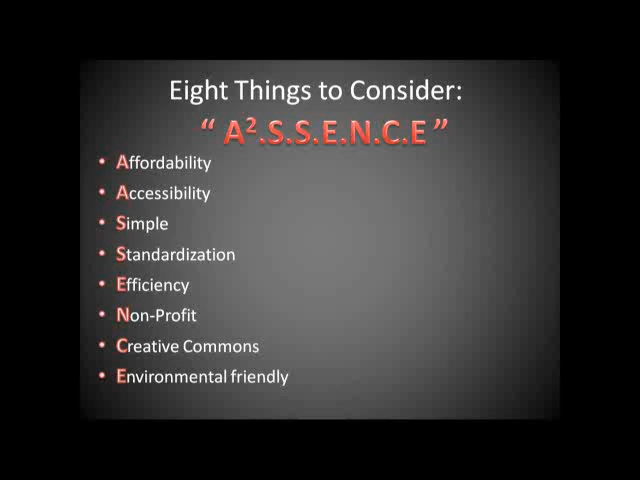 Eight Things to Consider:
“ A².S.S.E.N.C.E ”
• Affordability
• Accessibility
• Simple
• Standardization
• Efficiency
• Non-Profit
• Creative Commons
• Environmental friendly